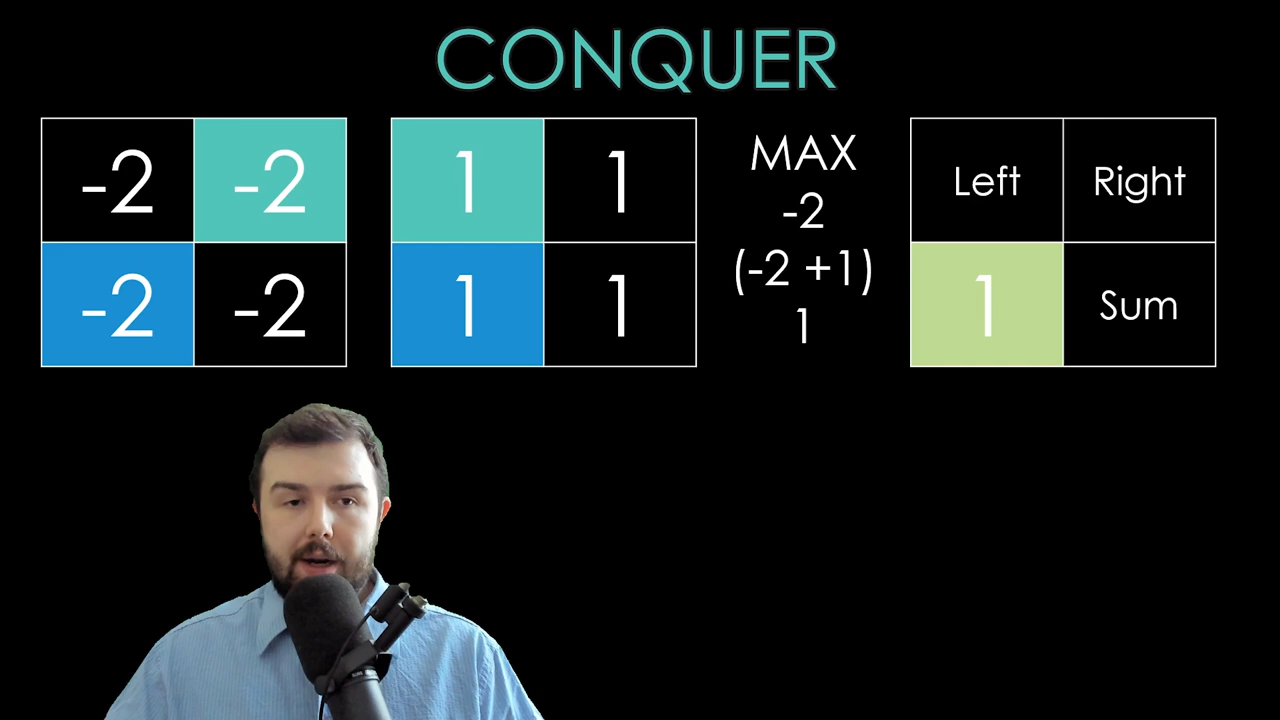 CONQUER
-2 -2 1 1 MAX Left Right
-2
(-2 +1)
-2 -2 1 1 1 1 Sum